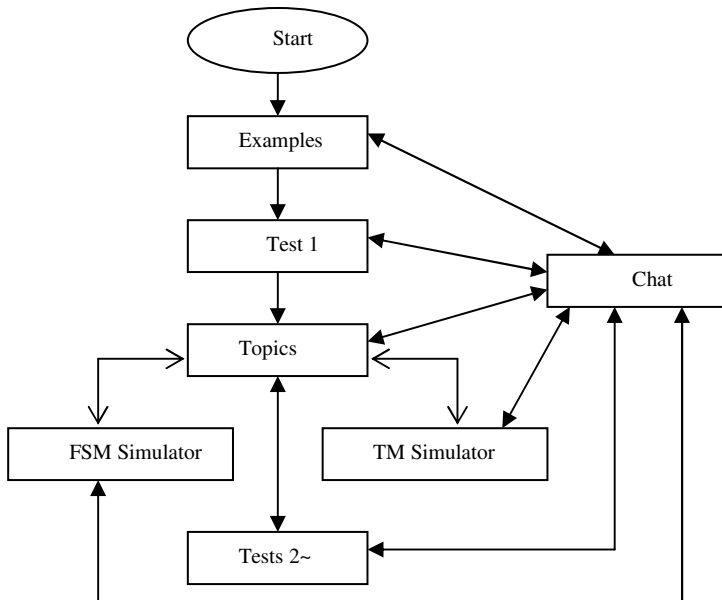 Start
Examples
Test 1
Chat
Topics
FSM Simulator
TM Simulator
Tests 2~